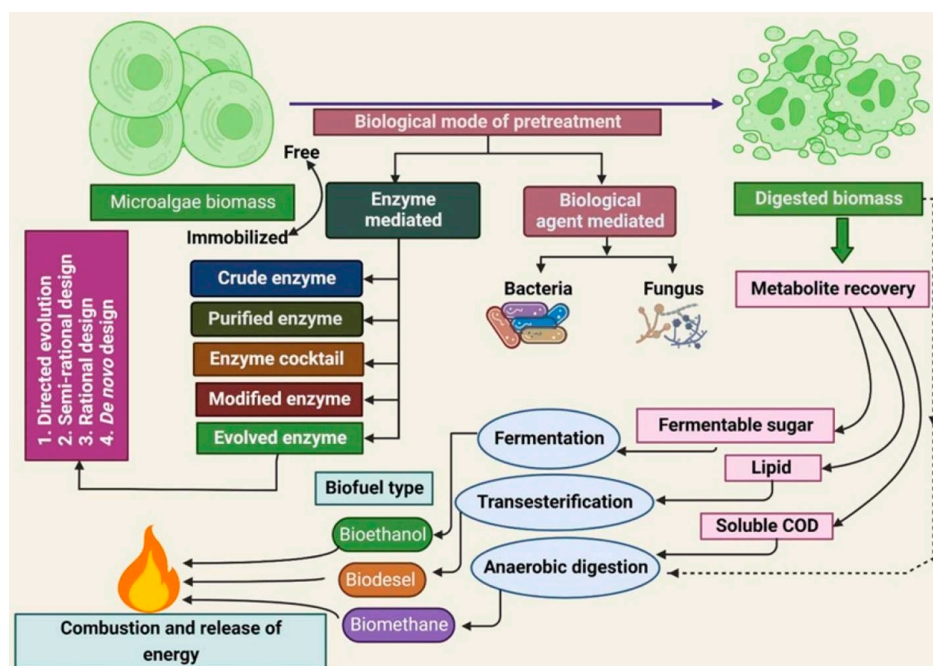 Biological mode of pretreatment
Free
Microalgae biomass
Enzyme
mediated
Biological
agent mediated
Digested biomass
Immobilized
1. Directed evolution
2. Semi-rational design
3. Rational design
4. De novo design
Crude enzyme
Purified enzyme
Enzyme cocktail
Modified enzyme
Evolved enzyme
Bacteria
Fungus
Metabolite recovery
Fermentable sugar
Fermentation
Lipid
Biofuel type
Transesterification
Soluble COD
Bioethanol
Anaerobic digestion
Biodesel
Biomethane
Combustion and release of
energy